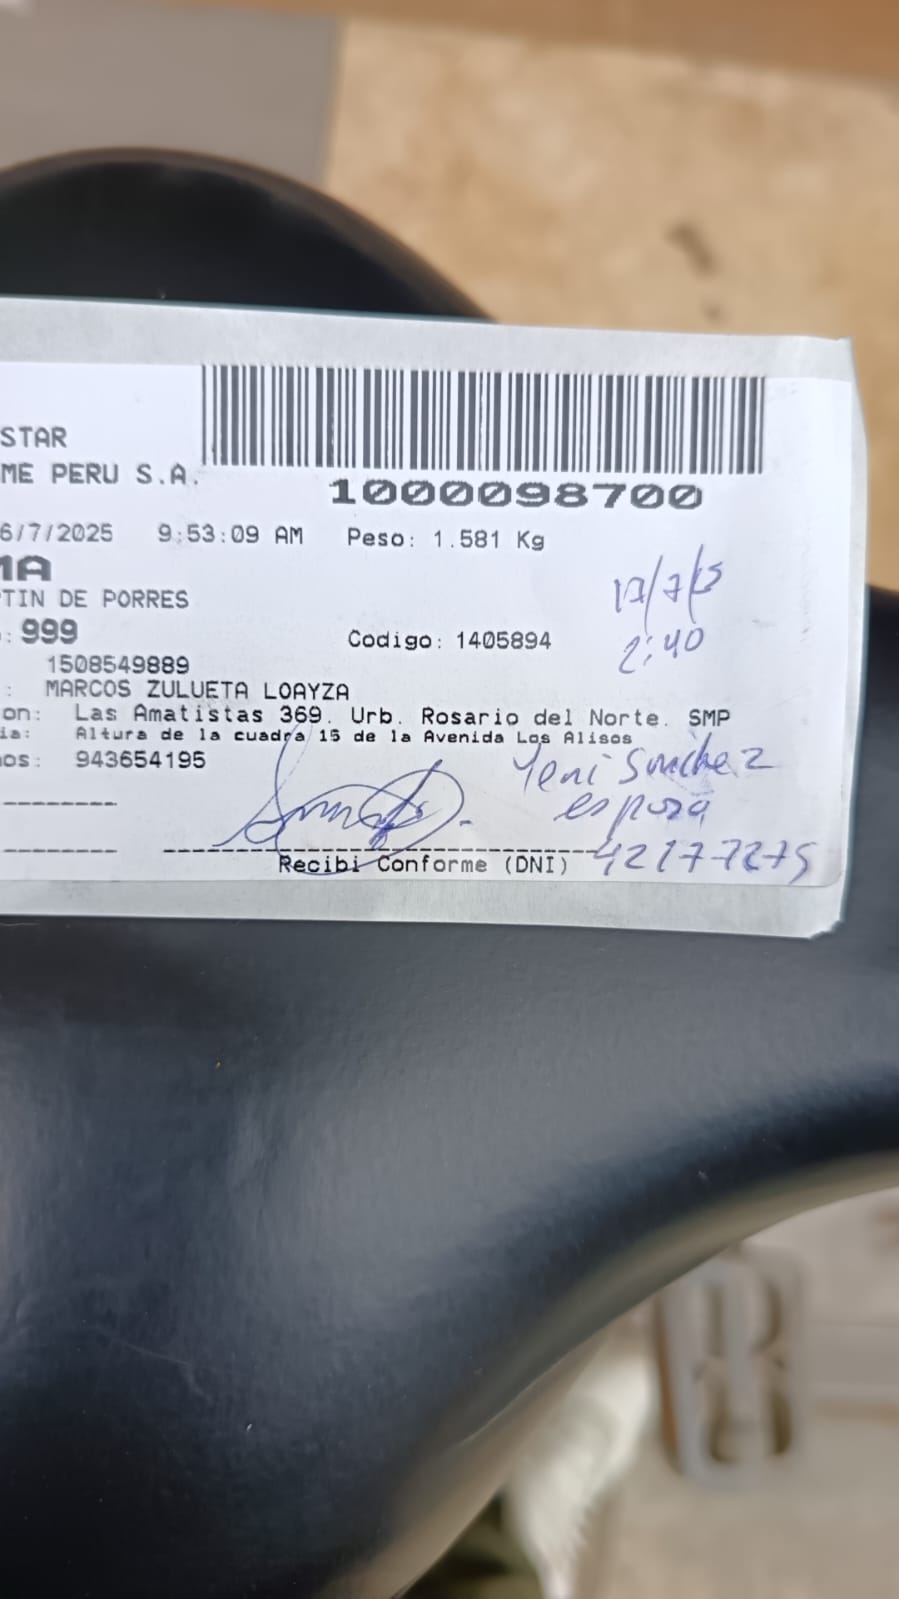 STAR
ME PERU S.A.
1000098700
6/7/2025 9:53:09 AM Peso: 1.581 Kg
MA
TIN DE PORRES
17/7/25
: 999 Codigo: 1405894
2:40
1508549889
: MARCOS ZULUETA LOAYZA
on: Las Amatistas 369. Urb. Rosario del Norte. SMP
ia: Altura de la cuadra 15 de la Avenida Los Alisos
os: 943654195
Yeni Sanchez
esposa
Recibi Conforme (DNI) 42177275